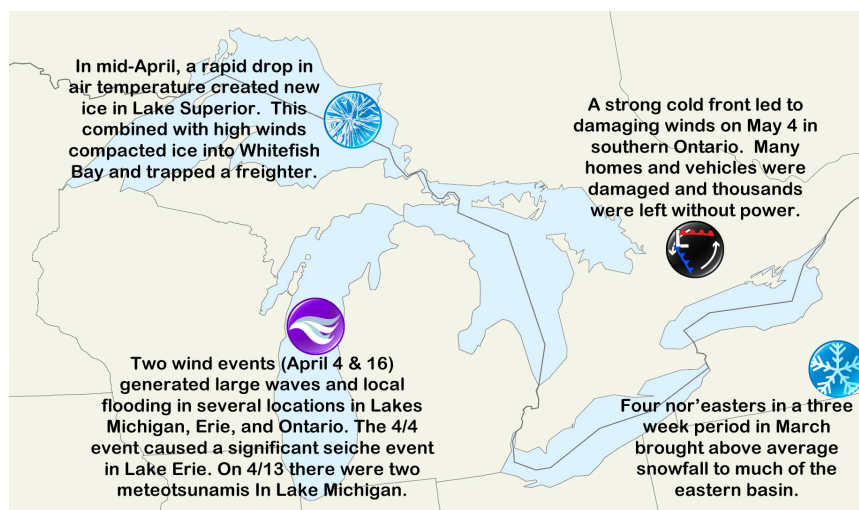 In mid-April, a rapid drop in
air temperature created new
ice in Lake Superior.  This
combined with high winds
compacted ice into Whitefish
Bay and trapped a freighter.
A strong cold front led to
damaging winds on May 4 in
southern Ontario.  Many
homes and vehicles were
damaged and thousands
were left without power.
L
Two wind events (April 4 & 16)
generated large waves and local
flooding in several locations in Lakes
Michigan, Erie, and Ontario. The 4/4
event caused a significant seiche event
in Lake Erie. On 4/13 there were two
meteotsunamis In Lake Michigan.
Four nor'easters in a three
week period in March
brought above average
snowfall to much of the
eastern basin.